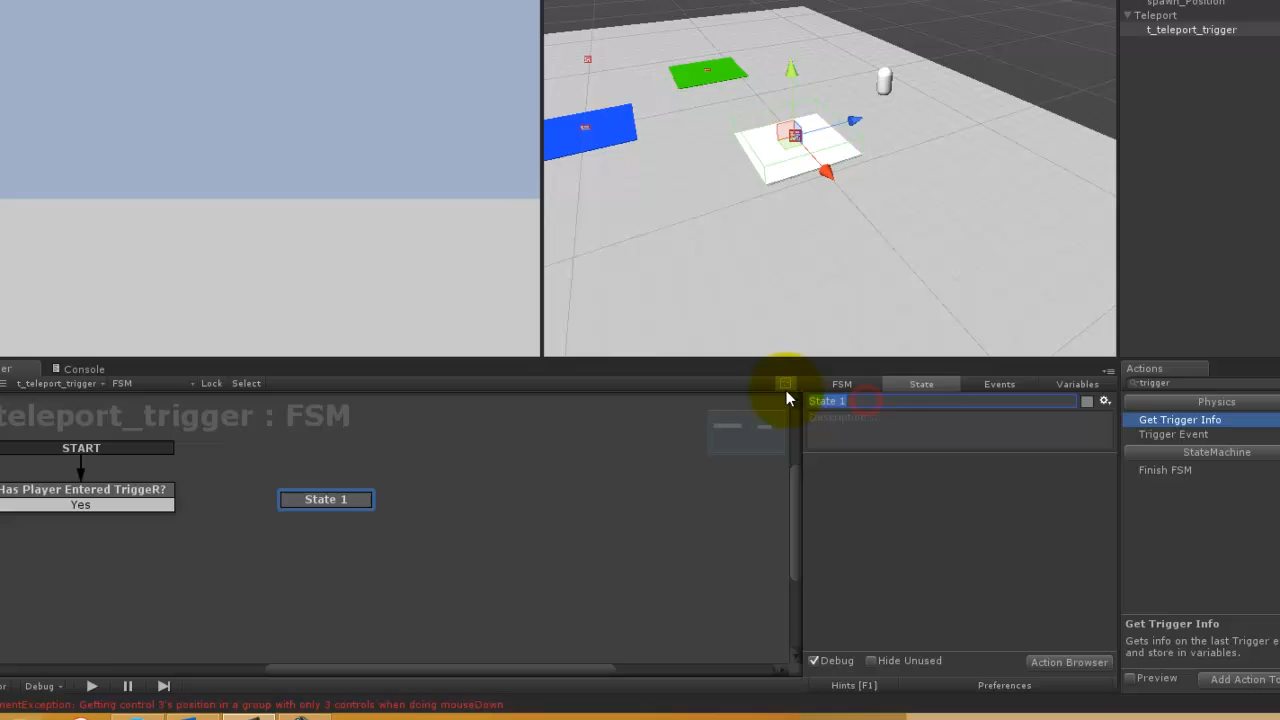 spawn_Position
Teleport
t_teleport_trigger
Console
Actions
t_teleport_trigger
FSM
Lock
Select
FSM
State
Events
Variables
trigger
State 1
Physics
teleport_trigger : FSM
Get Trigger Info
Trigger Event
START
StateMachine
Finish FSM
Has Player Entered TriggeR?
Yes
State 1
Get Trigger Info
Gets info on the last Trigger e
and store in variables.
Debug
Hide Unused
Action Browser
Preview
Add Action To
Debug
Hints [F1]
Preferences
mentException: Getting control 3's position in a group with only 3 controls when doing mouseDown